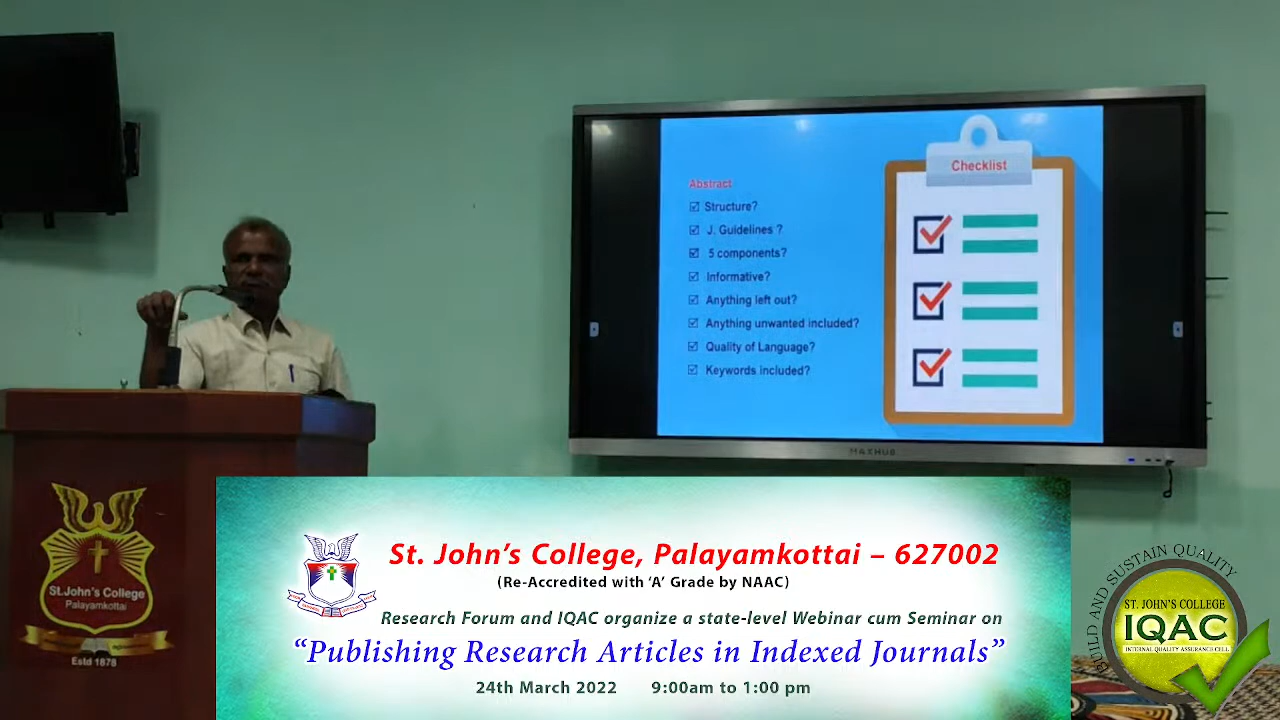 Checklist
Abstract
Structure?
J. Guidelines ?
5 components?
Informative?
Anything left out?
Anything unwanted included?
Quality of Language?
Keywords included?
MAXHUB
St.John's College
Palayamkottai
Estd 1878
St. John's College, Palayamkottai – 627002
(Re-Accredited with 'A' Grade by NAAC)
Research Forum and IQAC organize a state-level Webinar cum Seminar on
“Publishing Research Articles in Indexed Journals”
24th March 2022 9:00am to 1:00 pm
BUILD AND SUSTAIN QUALITY
ST. JOHN'S COLLEGE
IQAC
INTERNAL QUALITY ASSURANCE CELL